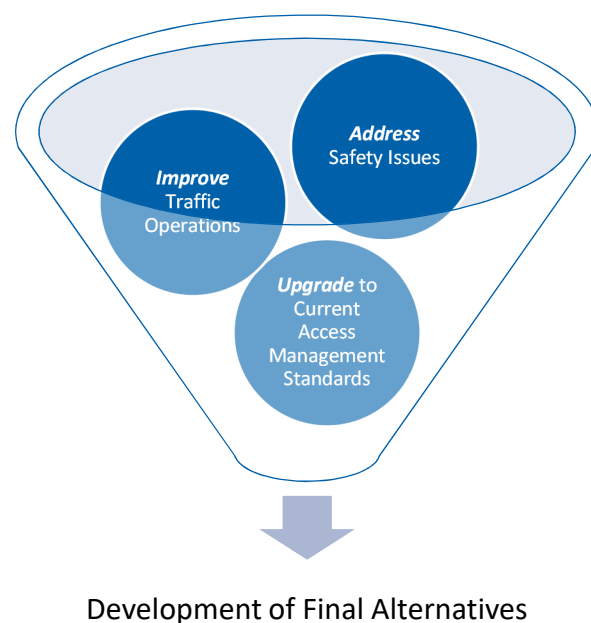 Address
Safety Issues
Improve
Traffic
Operations
Upgrade to
Current
Access
Management
Standards
Development of Final Alternatives